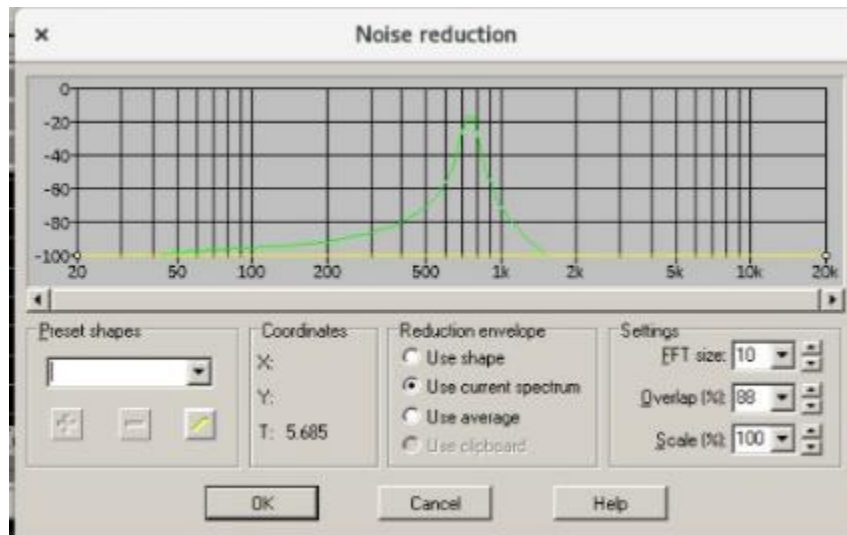 ×
Noise reduction
0
-20
-40
-60
-80
-100
20 50 100 200 500 1k 2k 5k 10k 20k
Preset shapes
Coordinates
X:
Y:
T: 5.685
Reduction envelope
Use shape
Use current spectrum
Use average
Use clipboard
Settings
FFT size: 10
Overlap (%): 88
Scale (%): 100
OK Cancel Help